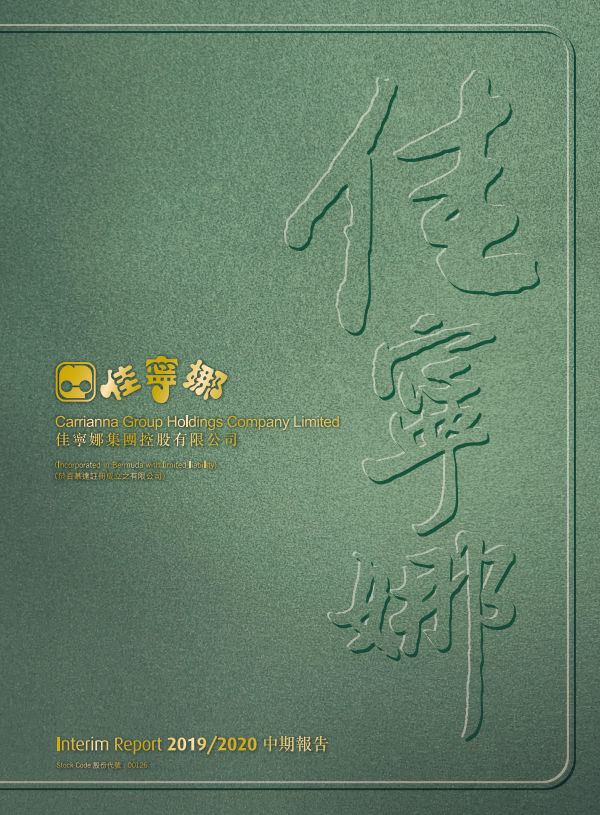 佳寧娜
佳寧娜
Carrianna Group Holdings Company Limited
佳寧娜集團控股有限公司
(Incorporated in Bermuda with limited liability)
(於百慕達註冊成立之有限公司)
Interim Report 2019/2020 中期報告
Stock Code 股份代號 : 00126